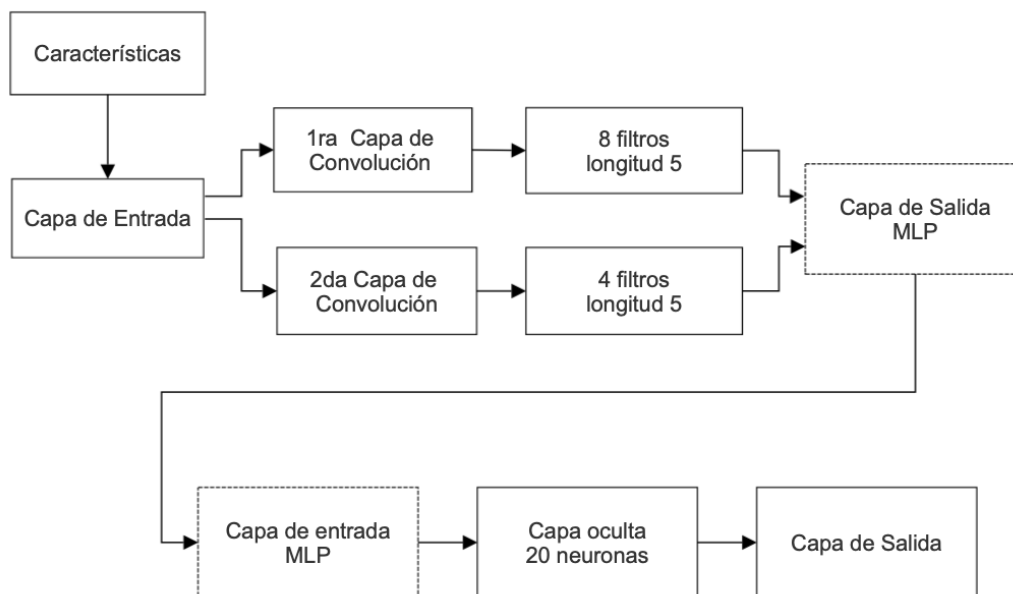 Características
Capa de Entrada
1ra Capa de
Convolución
8 filtros
longitud 5
2da Capa de
Convolución
4 filtros
longitud 5
Capa de Salida
MLP
Capa de entrada
MLP
Capa oculta
20 neuronas
Capa de Salida